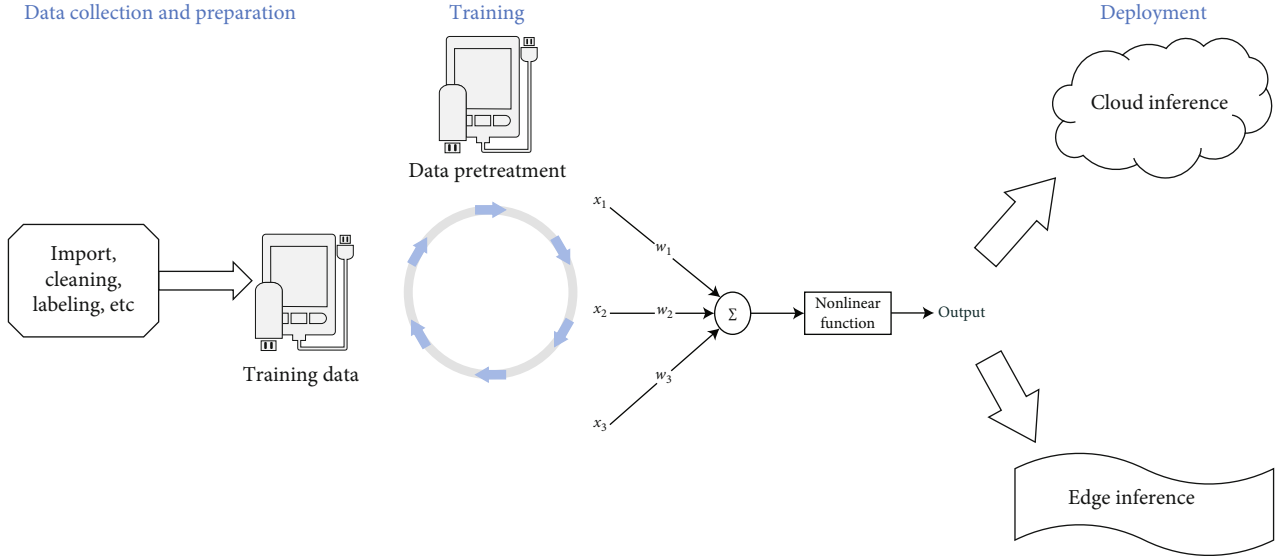 Data collection and preparation
Training
Deployment
Cloud inference
Data pretreatment
Import,
cleaning,
labeling, etc
Training data
x1
w1
x2
w2
w3
x3
Σ
Nonlinear
function
Output
Edge inference